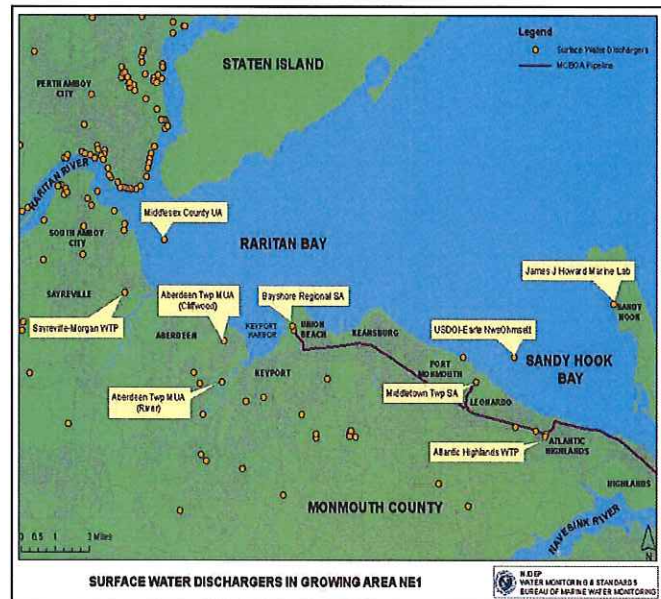 Legend
Surface Water Dischargers
MCBOA Pipeline
STATEN ISLAND
PERTH AMBOY
CITY
RARITAN RIVER
Middlesex County UA
SOUTH AMBOY
CITY
RARITAN BAY
James J Howard Marine Lab
SAYREVILLE
Aberdeen Twp MUA
(Cliffwood)
Bayshore Regional SA
SANDY
HOOK
Sayreville-Morgan WTP
ABERDEEN
KEYPORT
HARBOR
UNION
BEACH
KEANSBURG
USDOI-Earle
SANDY HOOK
BAY
PORT
MONMOUTH
KEYPORT
Middletown Twp SA
LEONARDO
Aberdeen Twp MUA
(River)
Atlantic Highlands WTP
ATLANTIC
HIGHLANDS
HIGHLANDS
MONMOUTH COUNTY
NAVESINK RIVER
0 0.5 1 2 Miles
N
SURFACE WATER DISCHARGERS IN GROWING AREA NE1
NJDEP
WATER MONITORING & STANDARDS
BUREAU OF MARINE WATER MONITORING